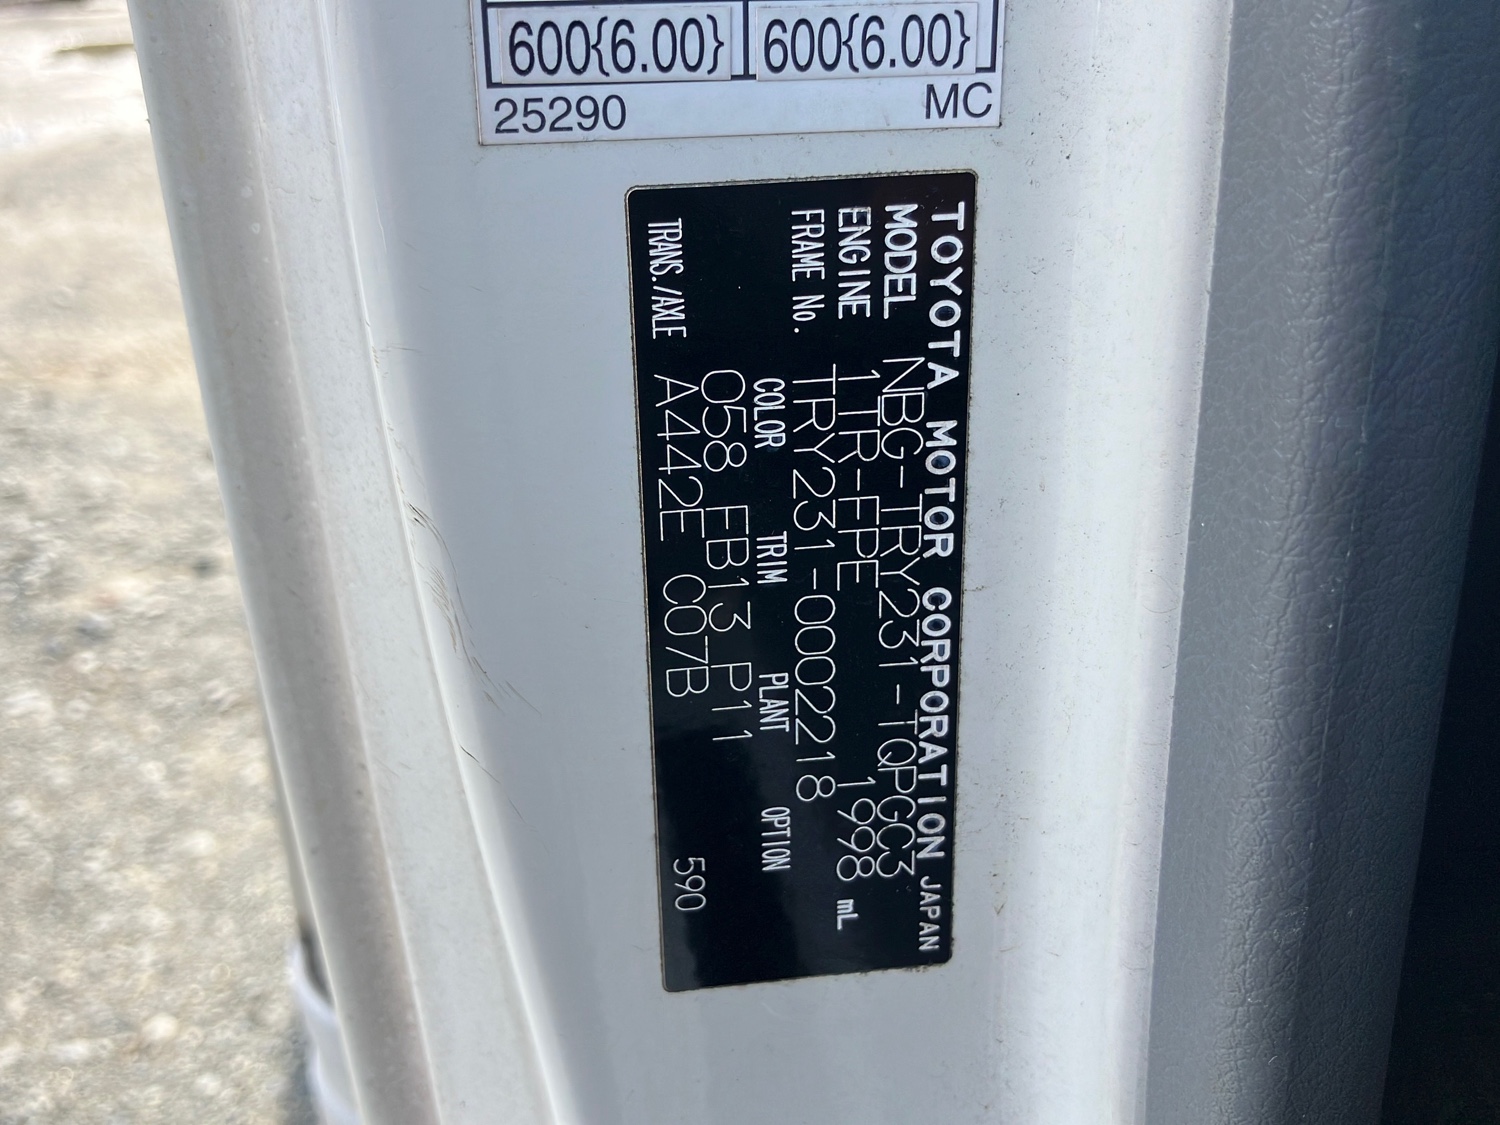 600{6.00} 600{6.00}
25290 MC
TOYOTA MOTOR CORPORATION JAPAN
MODEL NBG-TRY231-TQPGC3
ENGINE 1TR-FPE 1998 mL
FRAME No. TRY231-0002218
COLOR TRIM PLANT OPTION
058 FB13 P11
TRANS./AXLE A442E C07B 590